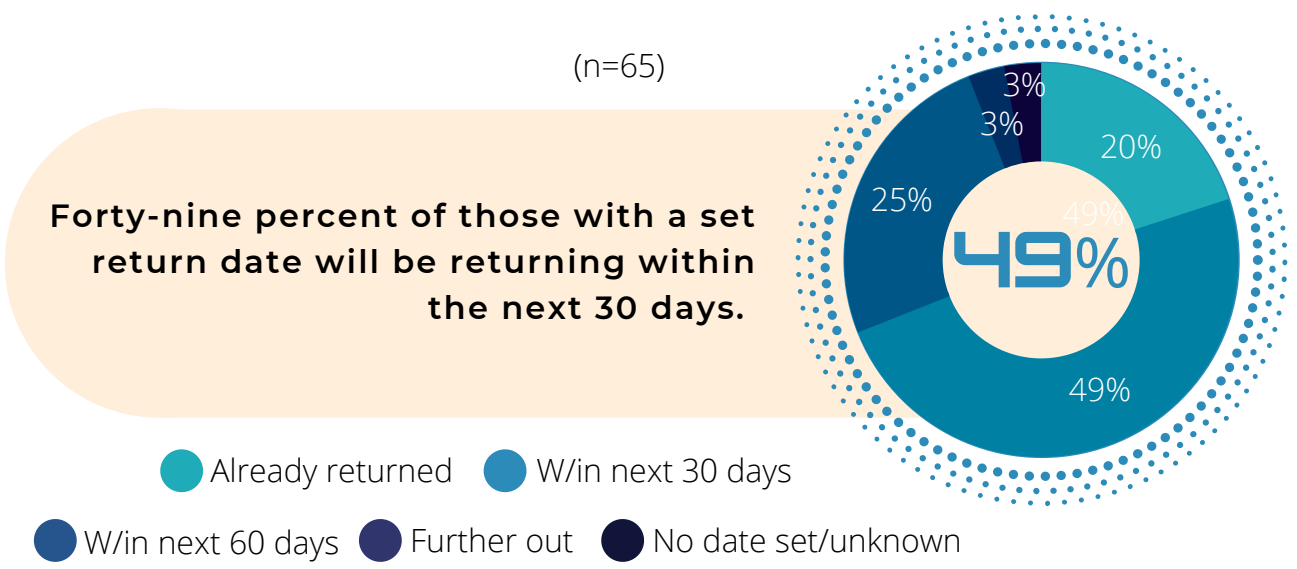 (n=65)
3%
3%
20%
25%
49%
49%
49%
Forty-nine percent of those with a set
return date will be returning within
the next 30 days.
Already returned
W/in next 30 days
W/in next 60 days
Further out
No date set/unknown